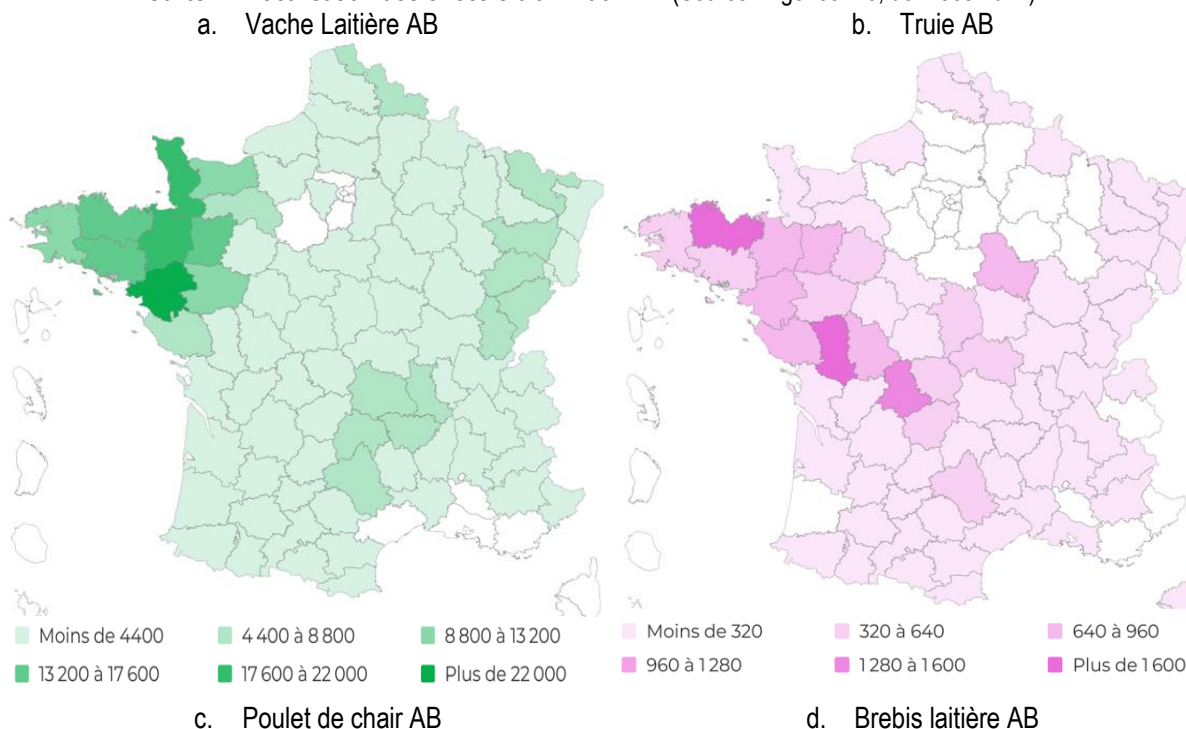 a. Vache Laitière AB
b. Truie AB
Moins de 4400
4 400 à 8 800
8 800 à 13 200
13 200 à 17 600
17 600 à 22 000
Plus de 22 000
Moins de 320
320 à 640
640 à 960
960 à 1 280
1 280 à 1 600
Plus de 1 600
c. Poulet de chair AB
d. Brebis laitière AB